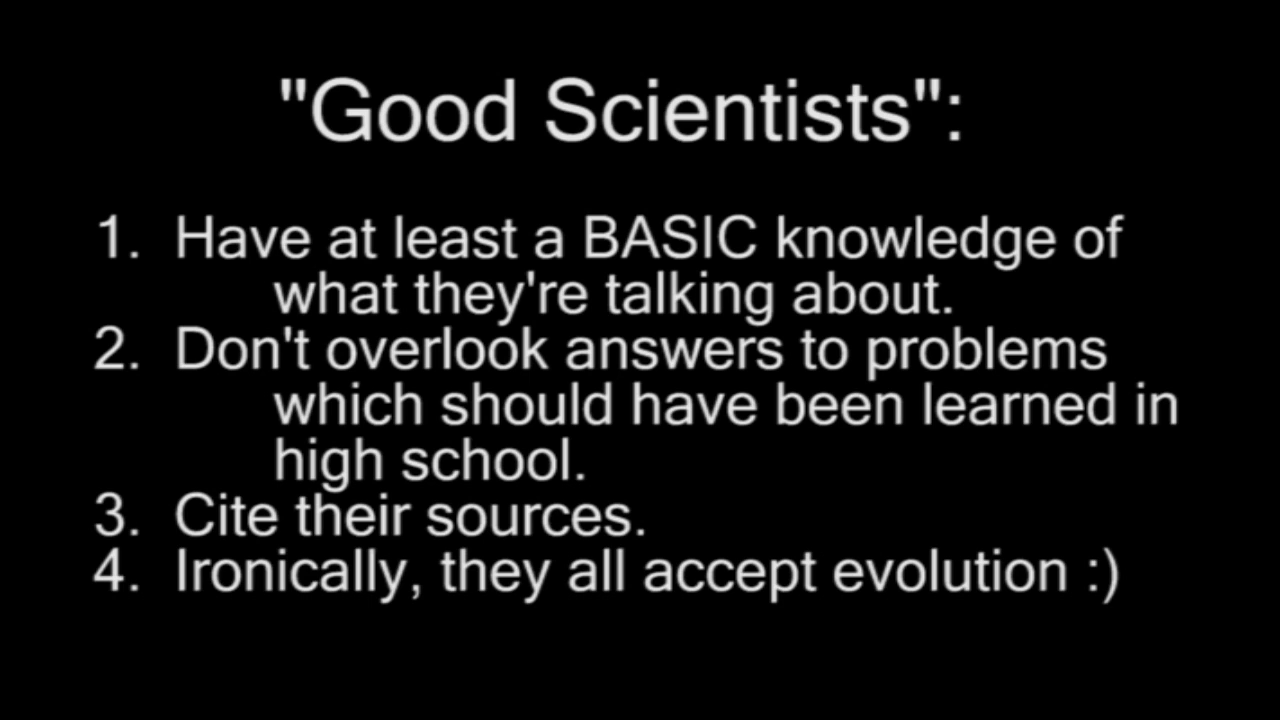 "Good Scientists":
1. Have at least a BASIC knowledge of
what they're talking about.
2. Don't overlook answers to problems
which should have been learned in
high school.
3. Cite their sources.
4. Ironically, they all accept evolution :)